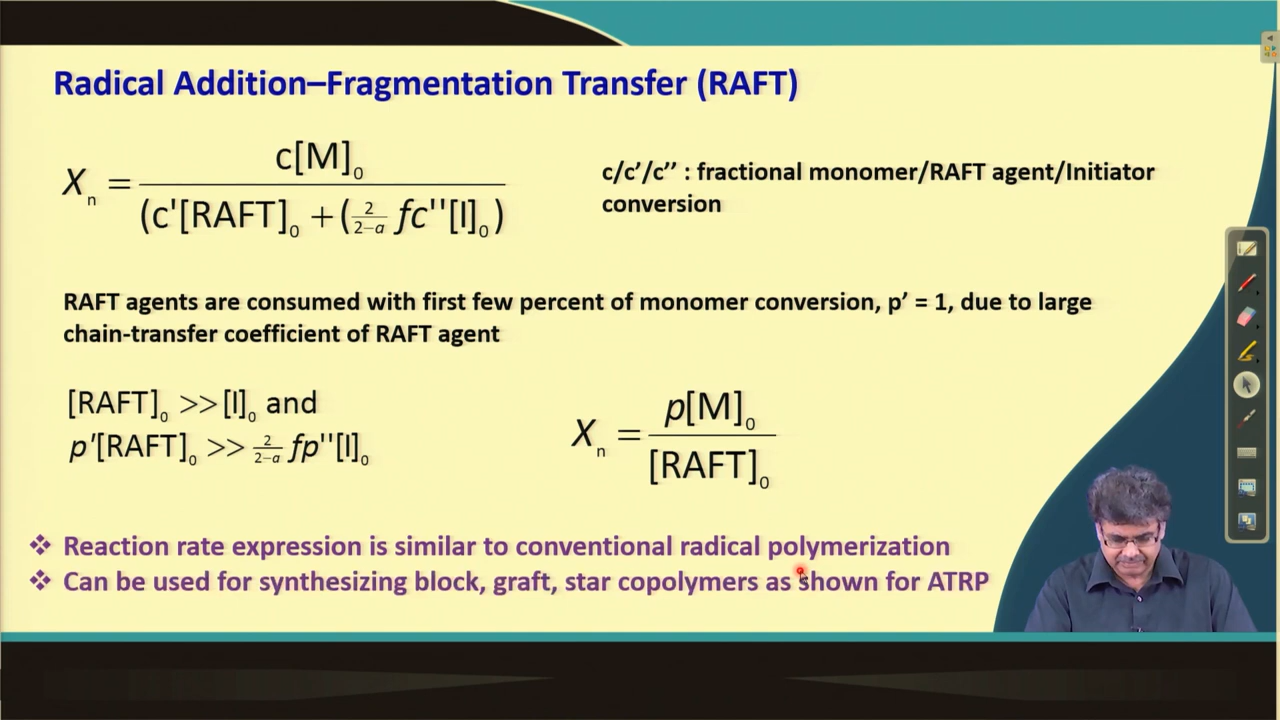 Radical Addition–Fragmentation Transfer (RAFT)
Xn = c[M]0 / (c'[RAFT]0 + (2/2−a fc''[I]0)
c/c’/c’’ : fractional monomer/RAFT agent/Initiator
conversion
RAFT agents are consumed with first few percent of monomer conversion, p’ = 1, due to large
chain-transfer coefficient of RAFT agent
[RAFT]0 >> [I]0 and
p'[RAFT]0 >> 2/2−a fp''[I]0
Xn = p[M]0 / [RAFT]0
❖ Reaction rate expression is similar to conventional radical polymerization
❖ Can be used for synthesizing block, graft, star copolymers as shown for ATRP